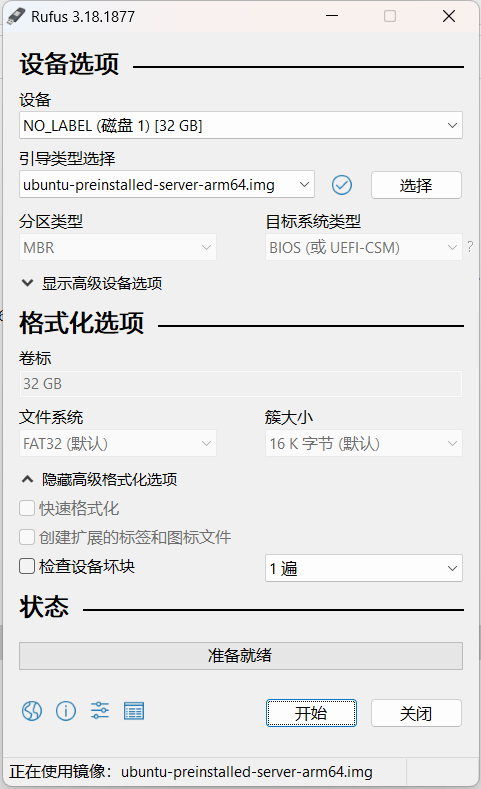 Rufus 3.18.1877
设备选项
设备
NO_LABEL (磁盘 1) [32 GB]
引导类型选择
ubuntu-preinstalled-server-arm64.img
选择
分区类型 目标系统类型
MBR BIOS (或 UEFI-CSM) ?
显示高级设备选项
格式化选项
卷标
32 GB
文件系统 簇大小
FAT32 (默认) 16 K 字节 (默认)
隐藏高级格式化选项
快速格式化
创建扩展的标签和图标文件
检查设备坏块 1 遍
状态
准备就绪
开始 关闭
正在使用镜像：ubuntu-preinstalled-server-arm64.img